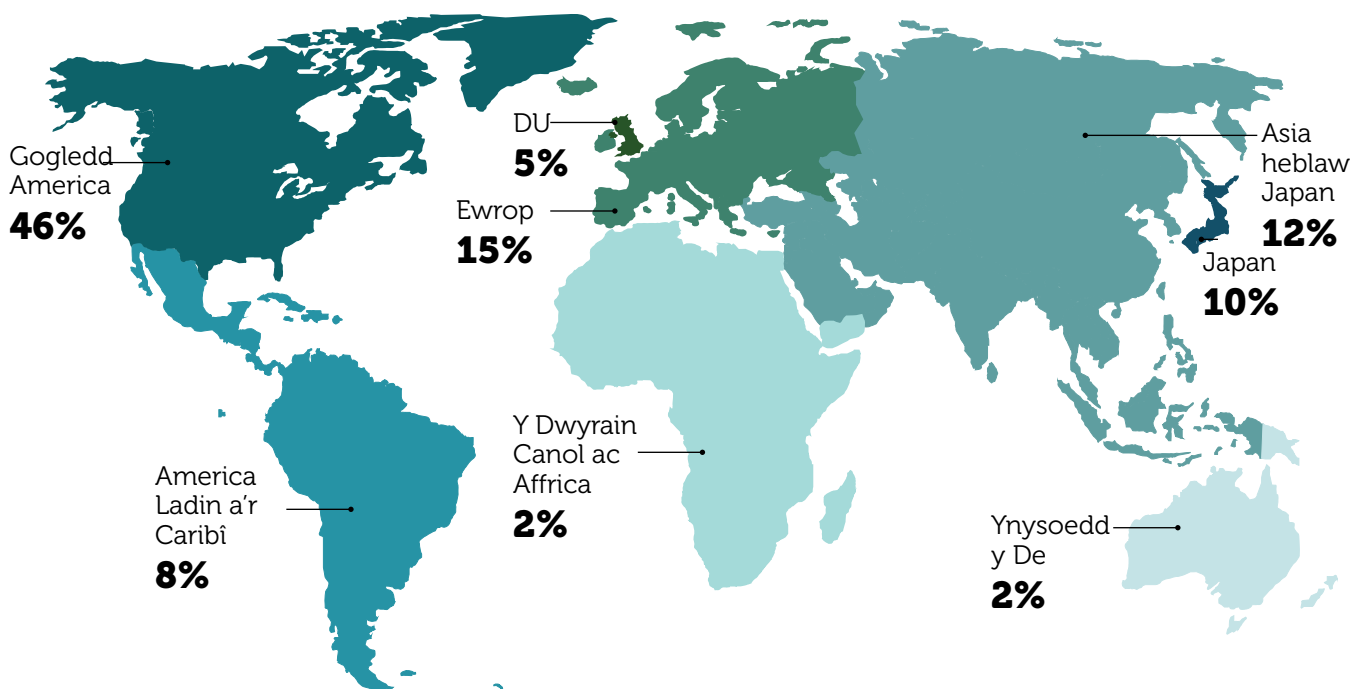 Gogledd
America
46%
DU
5%
Ewrop
15%
Asia
heblaw
Japan
12%
Japan
10%
America
Ladin a'r
Caribî
8%
Y Dwyrain
Canol ac
Affrica
2%
Ynysoedd
y De
2%